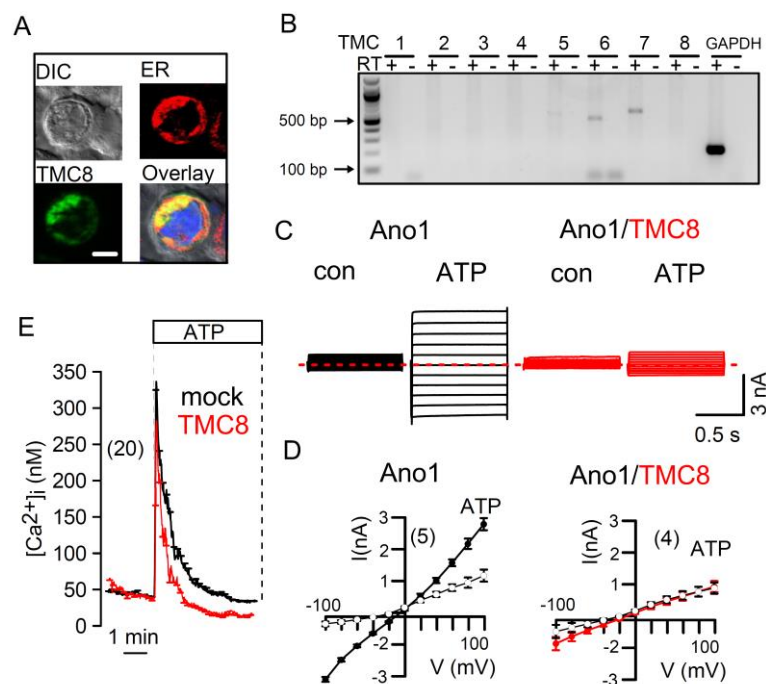 A
DIC ER
TMC8 Overlay
B
TMC 1 2 3 4 5 6 7 8 GAPDH
RT + - + - + - + - + - + - + - + - + -
500 bp
100 bp
C
Ano1 Ano1/TMC8
con ATP con ATP
3 nA
0.5 s
E
ATP
mock
TMC8
(20)
[Ca2+]i (nM)
350
300
250
200
150
100
50
0
1 min
D
Ano1
I(nA)
3
2
1
-1
-2
-3
(5)
ATP
-100
100
V (mV)
Ano1/TMC8
I(nA)
3
2
1
-1
-2
-3
(4)
ATP
-100
100
V (mV)